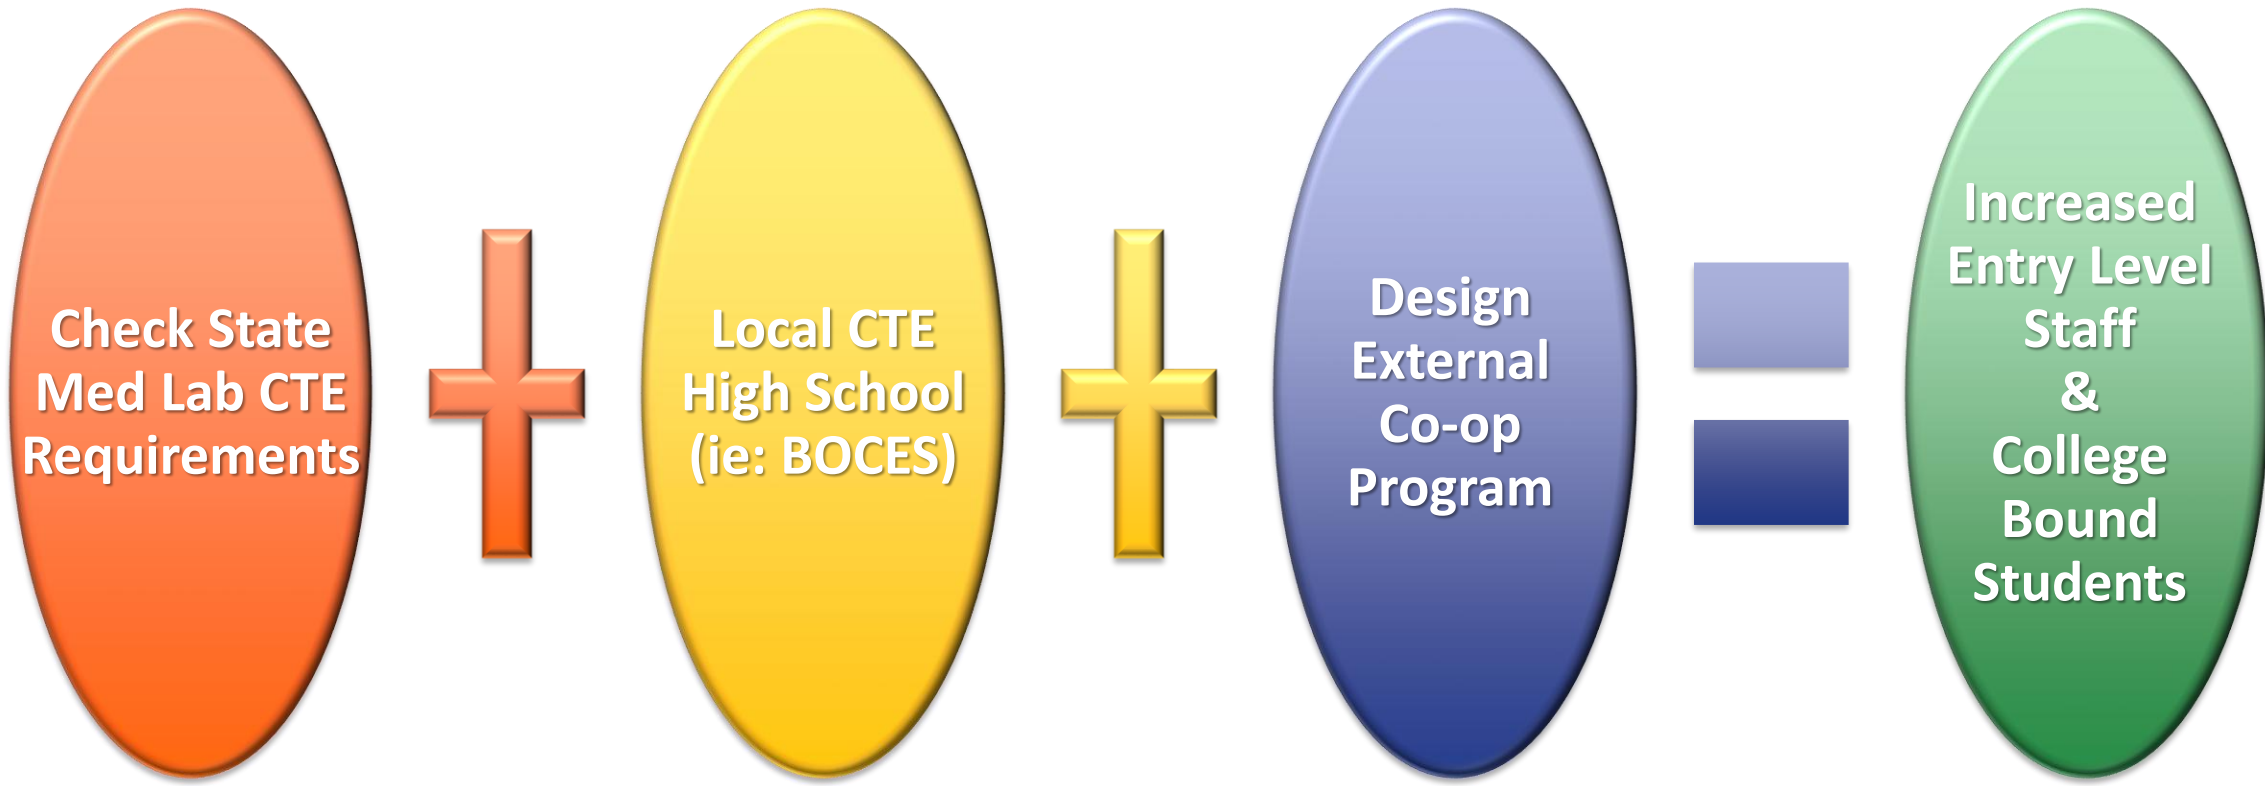 Check State
Med Lab CTE
Requirements
Local CTE
High School
(ie: BOCES)
Design
External
Co-op
Program
Increased
Entry Level
Staff
&
College
Bound
Students